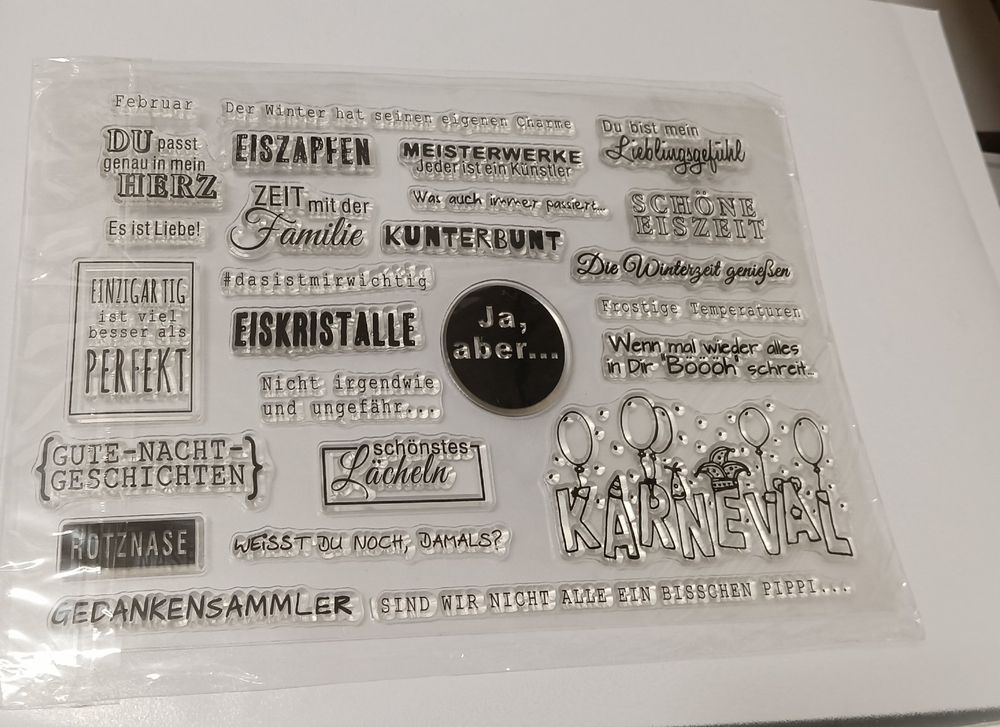 Februar
Der Winter hat seinen eigenen Charme
DU passt
genau in mein
HERZ
EISZAPFEN
MEISTERWERKE
Jeder ist ein Künstler
Du bist mein
Lieblingsgefühl
ZEIT mit der
Familie
Was auch immer passiert...
SCHÖNE
EISZEIT
Es ist Liebe!
KUNTERBUNT
Die Winterzeit genießen
EINZIGARTIG
ist viel
besser als
PERFEKT
#dasistmirwichtig
EISKRISTALLE
Ja,
aber...
Frostige Temperaturen
Wenn mal wieder alles
in Dir "Böööh" schreit...
Nicht irgendwie
und ungefähr...
{GUTE-NACHT-
GESCHICHTEN}
schönstes
Lächeln
KARNEVAL
ROTZNASE
WEISST DU NOCH, DAMALS?
GEDANKENSAMMLER
SIND WIR NICHT ALLE EIN BISSCHEN PIPPI...